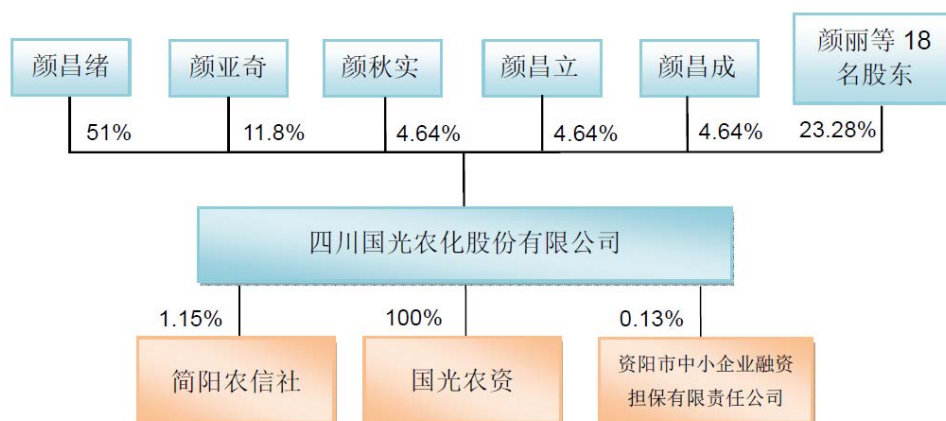 颜昌绪
颜亚奇
颜秋实
颜昌立
颜昌成
颜丽等 18
名股东
51%
11.8%
4.64%
4.64%
4.64%
23.28%
四川国光农化股份有限公司
1.15%
100%
0.13%
简阳农信社
国光农资
资阳市中小企业融资
担保有限责任公司